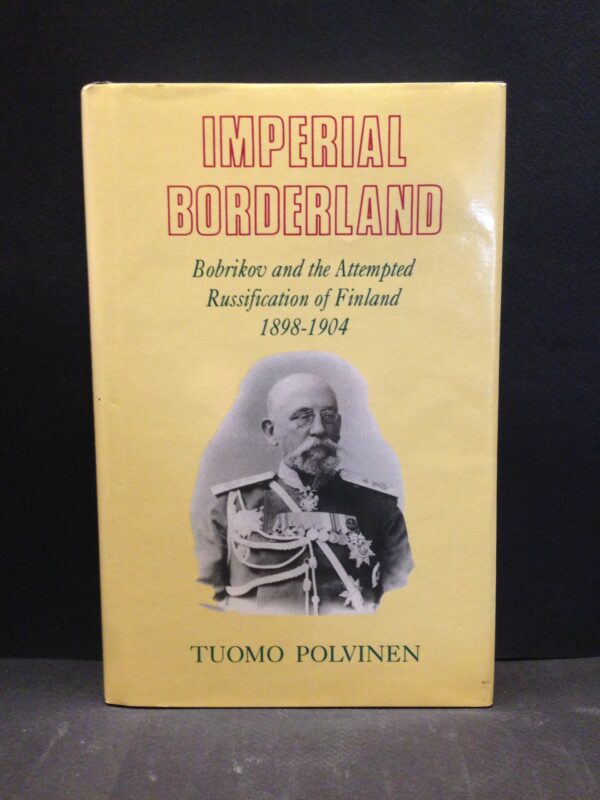 IMPERIAL
BORDERLAND
Bobrikov and the Attempted
Russification of Finland
1898-1904
TUOMO POLVINEN